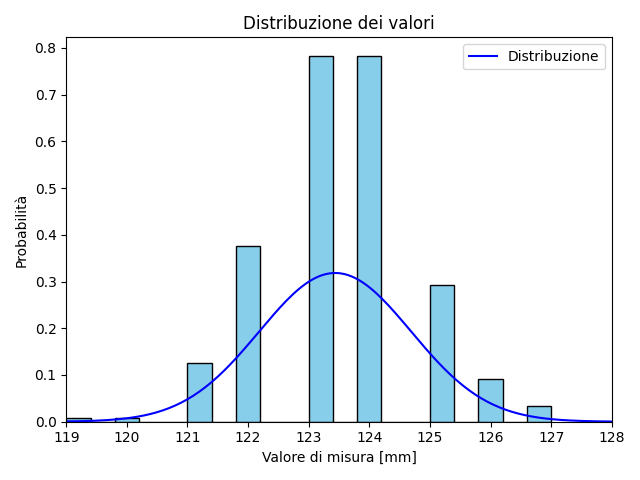 Distribuzione dei valori
Distribuzione
Probabilità
0.8
0.7
0.6
0.5
0.4
0.3
0.2
0.1
0.0
119 120 121 122 123 124 125 126 127 128
Valore di misura [mm]